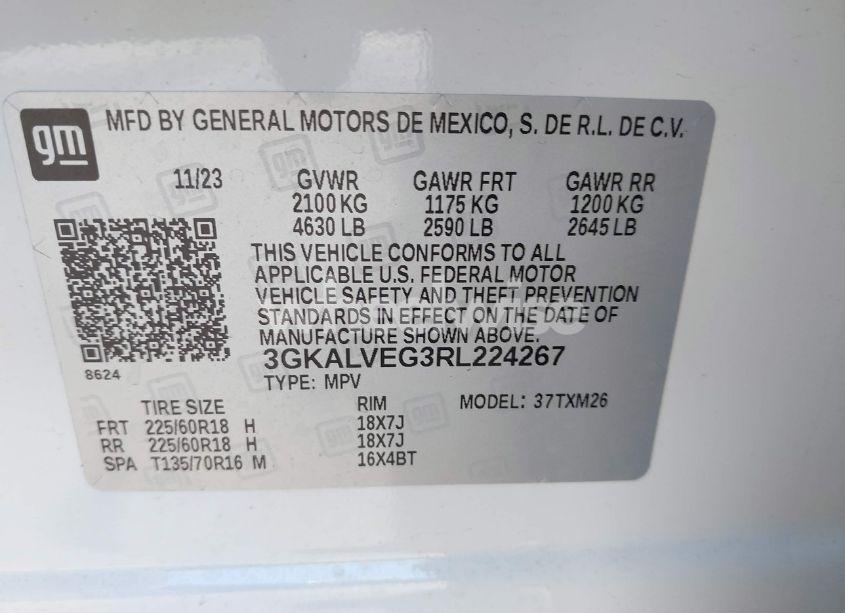 gm
MFD BY GENERAL MOTORS DE MEXICO, S. DE R.L. DE C.V.
11/23 GVWR GAWR FRT GAWR RR
2100 KG 1175 KG 1200 KG
4630 LB 2590 LB 2645 LB
THIS VEHICLE CONFORMS TO ALL
APPLICABLE U.S. FEDERAL MOTOR
VEHICLE SAFETY AND THEFT PREVENTION
STANDARDS IN EFFECT ON THE DATE OF
MANUFACTURE SHOWN ABOVE.
3GKALVEG3RL224267
8624
TYPE: MPV
TIRE SIZE RIM MODEL: 37TXM26
FRT 225/60R18 H 18X7J
RR 225/60R18 H 18X7J
SPA T135/70R16 M 16X4BT